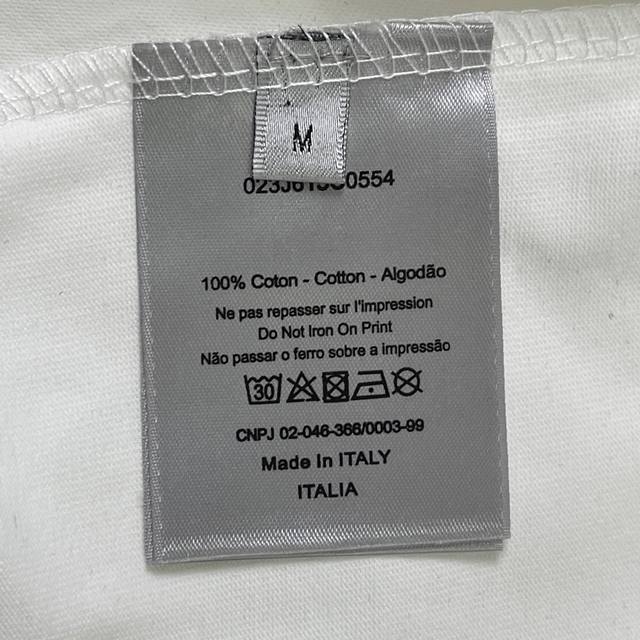 M
100% Coton - Cotton - Algodão
Ne pas repasser sur l'impression
Do Not Iron On Print
Não passar o ferro sobre a impressão
30
CNPJ 02-046-366/0003-99
Made In ITALY
ITALIA